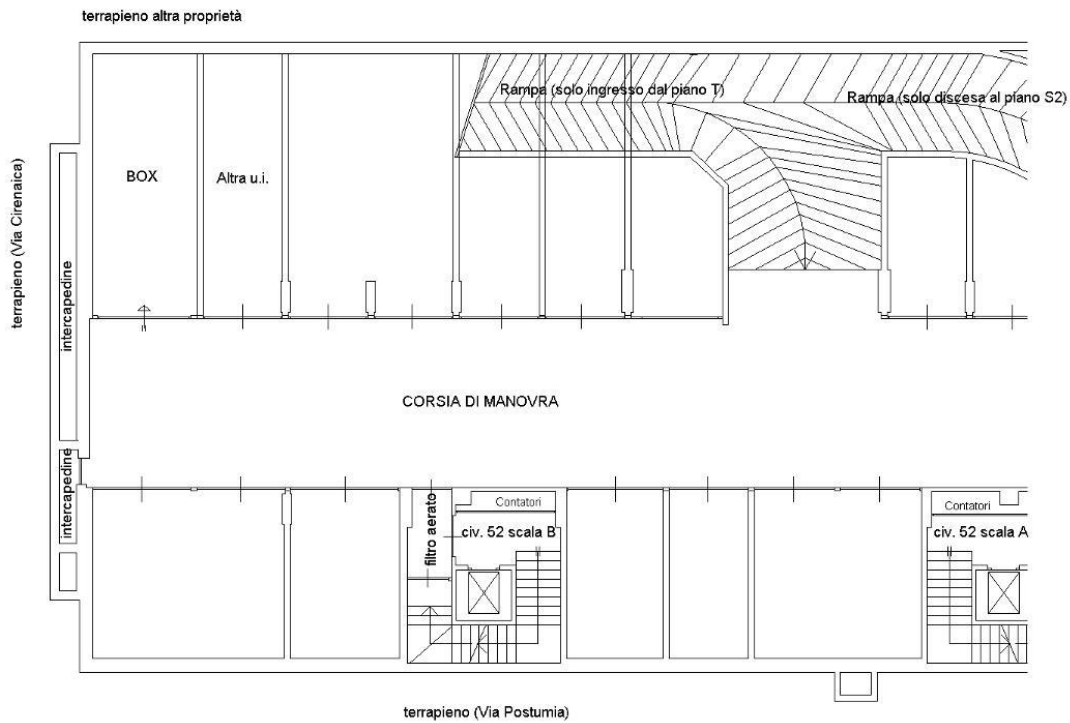 terrapieno altra proprietà
Rampa (solo ingresso dal piano T)
Rampa (solo discesa al piano S2)
terrapieno (Via Cirenaica)
BOX
Altra u.i.
intercapedine
CORSIA DI MANOVRA
intercapedine
filtro aerato
Contatori
civ. 52 scala B
Contatori
civ. 52 scala A
terrapieno (Via Postumia)